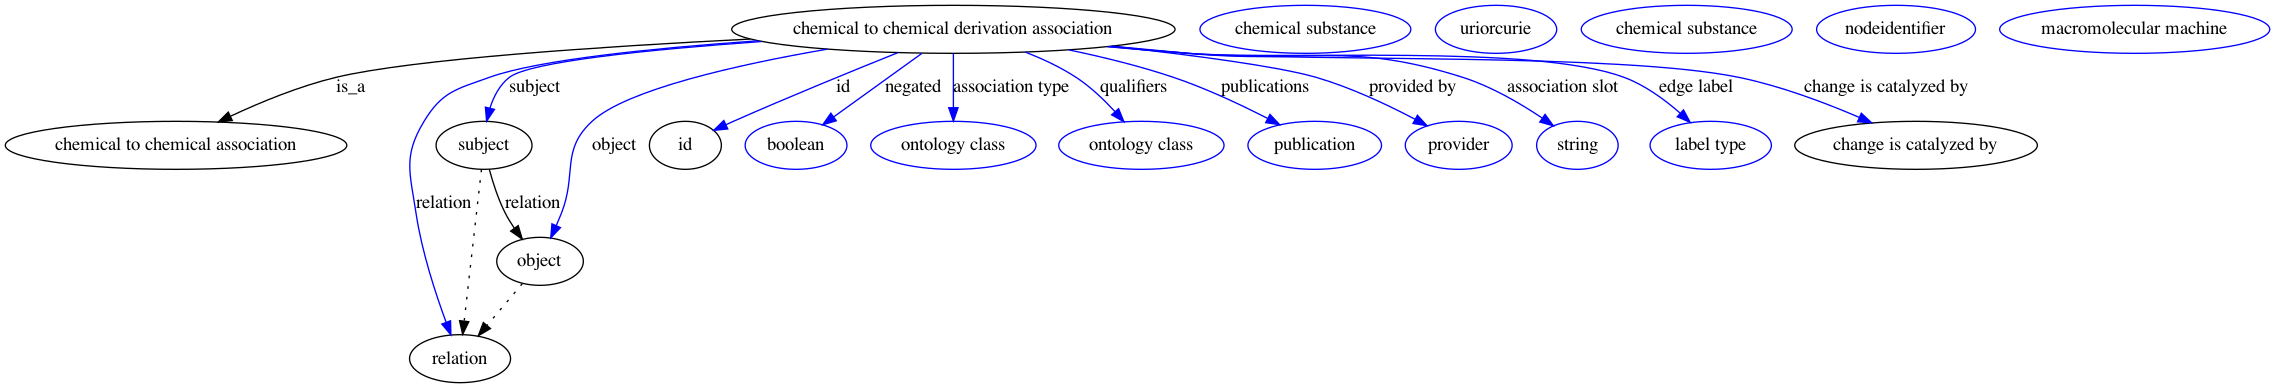 chemical to chemical derivation association
chemical substance
uriorcurie
chemical substance
nodeidentifier
macromolecular machine
is_a
subject
object
id
negated
association type
qualifiers
publications
provided by
association slot
edge label
change is catalyzed by
chemical to chemical association
subject
id
boolean
ontology class
ontology class
publication
provider
string
label type
change is catalyzed by
relation
relation
object
relation